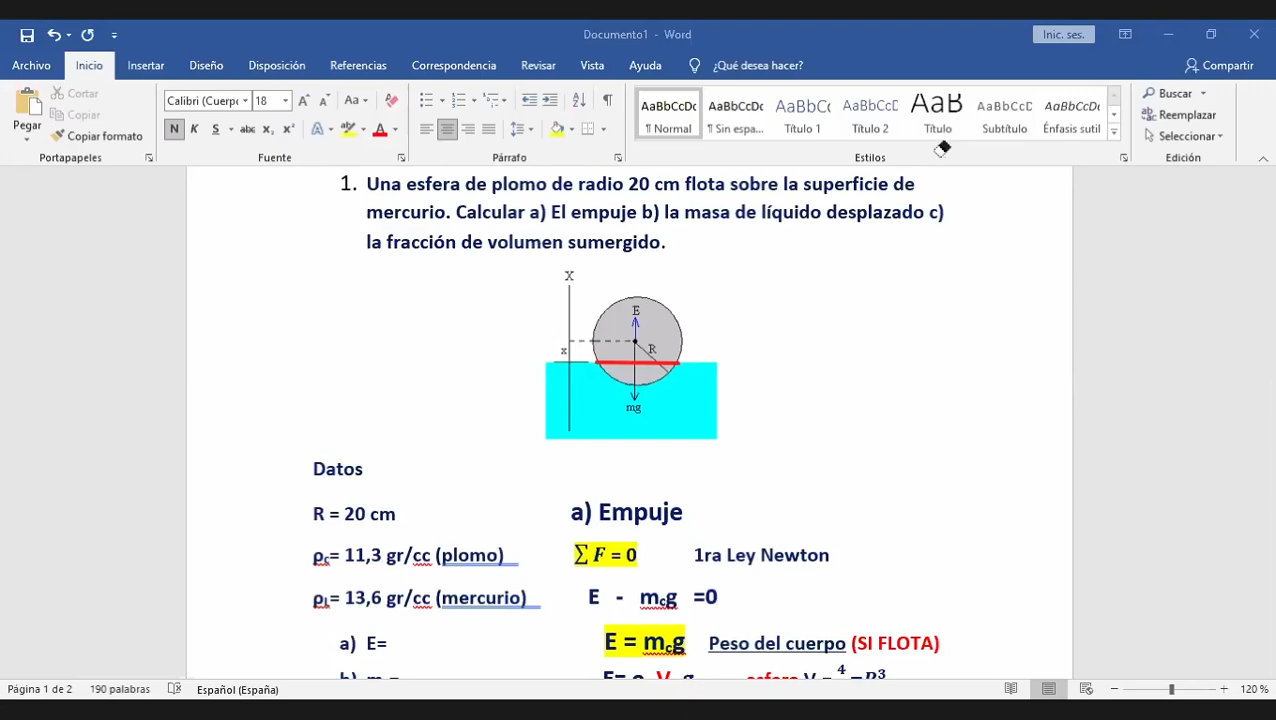 Documento1 - Word
Inic. ses.
Archivo Inicio Insertar Diseño Disposición Referencias Correspondencia Revisar Vista Ayuda ¿Qué desea hacer? Compartir
Pegar
Cortar
Copiar
Copiar formato
Portapapeles
Calibri (Cuerpo 18
Aa
N K S abc x₂ x²
Fuente
Párrafo
AaBbCcDc AaBbCcDc AaBbCc AaBbCcD AaB AaBbCcD AaBbCcDc
¶ Normal ¶ Sin espa... Título 1 Título 2 Título Subtítulo Énfasis sutil
Estilos
Buscar
Reemplazar
Seleccionar
Edición
1. Una esfera de plomo de radio 20 cm flota sobre la superficie de
mercurio. Calcular a) El empuje b) la masa de líquido desplazado c)
la fracción de volumen sumergido.
X
E
R
x
mg
Datos
R = 20 cm a) Empuje
ρc= 11,3 gr/cc (plomo) ∑ F = 0 1ra Ley Newton
ρL= 13,6 gr/cc (mercurio) E - mcg =0
a) E= E = mcg Peso del cuerpo (SI FLOTA)
Página 1 de 2 190 palabras Español (España) 120 %